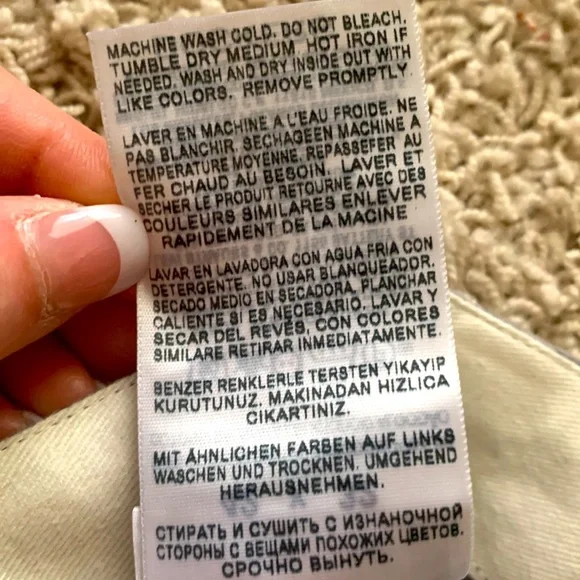 MACHINE WASH COLD. DO NOT BLEACH.
TUMBLE DRY MEDIUM. HOT IRON IF
NEEDED. WASH AND DRY INSIDE OUT WITH
LIKE COLORS. REMOVE PROMPTLY.
LAVER EN MACHINE A L'EAU FROIDE. NE
PAS BLANCHIR. SECHAGEEN MACHINE A
TEMPERATURE MOYENNE. REPASSEFER AU
FER CHAUD AU BESOIN. LAVER ET
SECHER LE PRODUIT RETOURNE AVEC DES
COULEURS SIMILARES ENLEVER
RAPIDEMENT DE LA MACINE
LAVAR EN LAVADORA CON AGUA FRIA CON
DETERGENTE. NO USAR BLANQUEADOR.
SECADO MEDIO EN SECADORA. PLANCHAR
CALIENTE SI ES NECESARIO. LAVAR Y
SECAR DEL REVÉS, CON COLORES
SIMILARE RETIRAR INMEDIATAMENTE.
BENZER RENKLERLE TERSTEN YIKAYIP
KURUTUNUZ. MAKINADAN HIZLICA
CIKARTINIZ.
MIT ÄHNLICHEN FARBEN AUF LINKS
WASCHEN UND TROCKNEN. UMGEHEND
HERAUSNEHMEN.
СТИРАТЬ И СУШИТЬ С ИЗНАНОЧНОЙ
СТОРОНЫ С ВЕЩАМИ ПОХОЖИХ ЦВЕТОВ.
СРОЧНО ВЫНУТЬ.